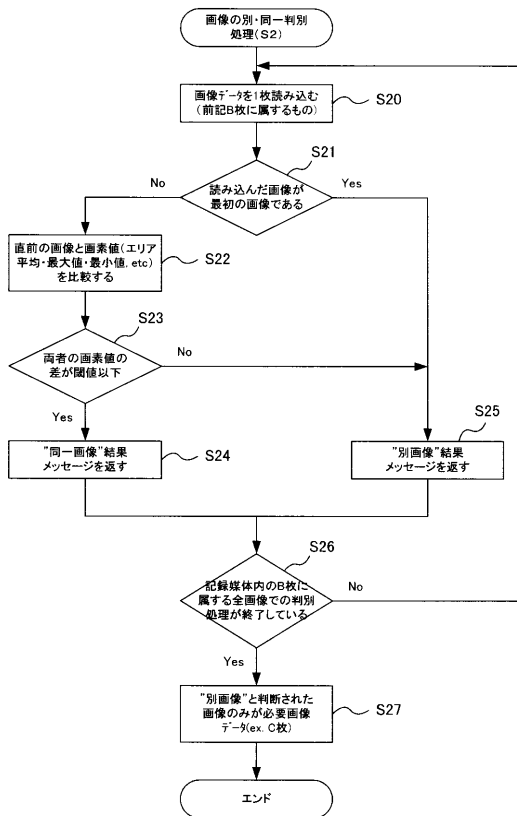 画像の別・同一判別
処理(S2)
画像データを1枚読み込む
(前記B枚に属するもの)
S20
S21
読み込んだ画像が
最初の画像である
No
Yes
直前の画像と画素値(エリア
平均・最大値・最小値, etc)
を比較する
S22
S23
両者の画素値の
差が閾値以下
No
Yes
"同一画像"結果
メッセージを返す
S24
S25
"別画像"結果
メッセージを返す
S26
記録媒体内のB枚に
属する全画像での判別
処理が終了している
No
Yes
"別画像"と判断された
画像のみが必要画像
データ(ex. C枚)
S27
エンド